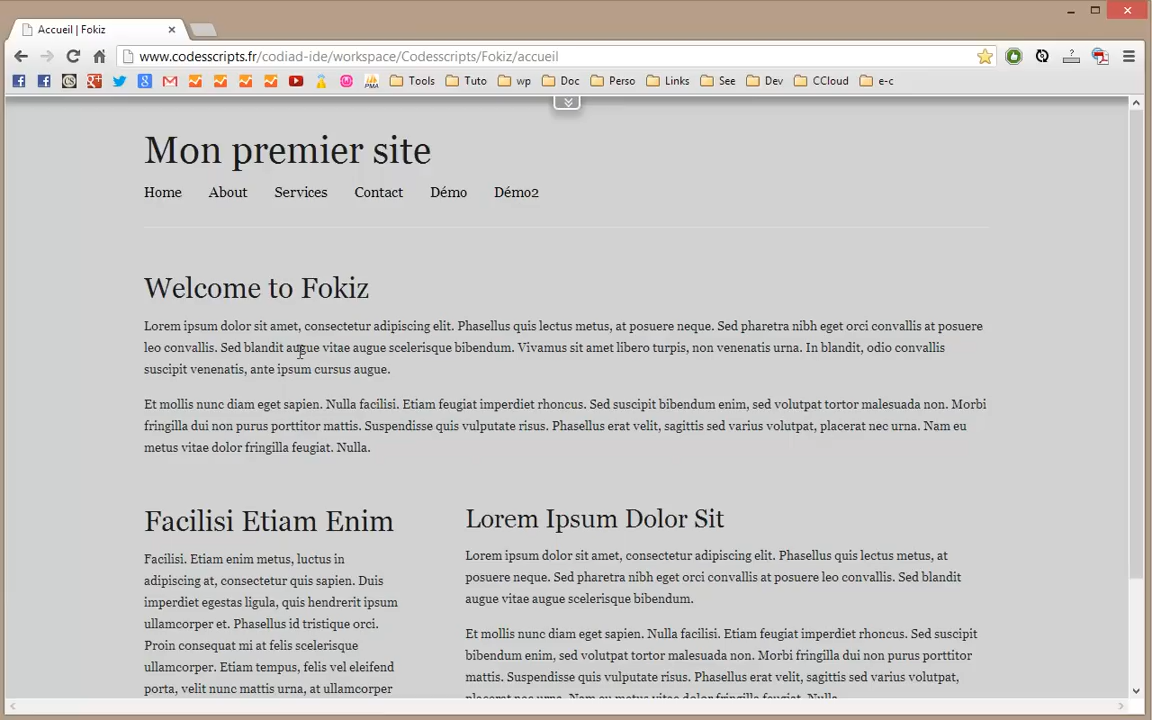 Accueil | Fokiz
www.codesscripts.fr/codiad-ide/workspace/Codesscripts/Fokiz/accueil
Tools Tuto wp Doc Perso Links See Dev CCloud e-c
Mon premier site
Home About Services Contact Démo Démo2
Welcome to Fokiz
Lorem ipsum dolor sit amet, consectetur adipiscing elit. Phasellus quis lectus metus, at posuere neque. Sed pharetra nibh eget orci convallis at posuere
leo convallis. Sed blandit augue vitae augue scelerisque bibendum. Vivamus sit amet libero turpis, non venenatis urna. In blandit, odio convallis
suscipit venenatis, ante ipsum cursus augue.
Et mollis nunc diam eget sapien. Nulla facilisi. Etiam feugiat imperdiet rhoncus. Sed suscipit bibendum enim, sed volutpat tortor malesuada non. Morbi
fringilla dui non purus porttitor mattis. Suspendisse quis vulputate risus. Phasellus erat velit, sagittis sed varius volutpat, placerat nec urna. Nam eu
metus vitae dolor fringilla feugiat. Nulla.
Facilisi Etiam Enim
Facilisi. Etiam enim metus, luctus in
adipiscing at, consectetur quis sapien. Duis
imperdiet egestas ligula, quis hendrerit ipsum
ullamcorper et. Phasellus id tristique orci.
Proin consequat mi at felis scelerisque
ullamcorper. Etiam tempus, felis vel eleifend
porta, velit nunc mattis urna, at ullamcorper
Lorem Ipsum Dolor Sit
Lorem ipsum dolor sit amet, consectetur adipiscing elit. Phasellus quis lectus metus, at
posuere neque. Sed pharetra nibh eget orci convallis at posuere leo convallis. Sed blandit
augue vitae augue scelerisque bibendum.
Et mollis nunc diam eget sapien. Nulla facilisi. Etiam feugiat imperdiet rhoncus. Sed suscipit
bibendum enim, sed volutpat tortor malesuada non. Morbi fringilla dui non purus porttitor
mattis. Suspendisse quis vulputate risus. Phasellus erat velit, sagittis sed varius volutpat,
placerat nec urna. Nam eu metus vitae dolor fringilla feugiat. Nulla.